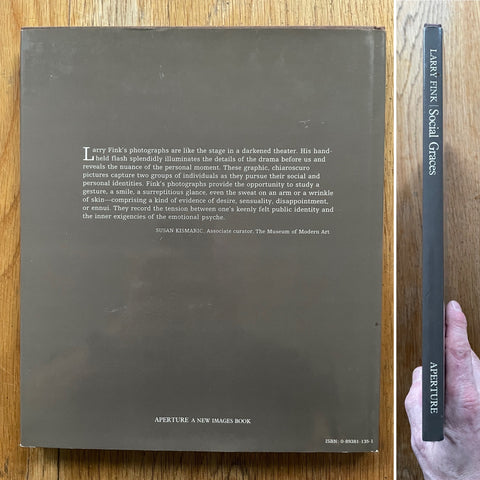 Larry Fink's photographs are like the stage in a darkened theater. His hand-
held flash splendidly illuminates the details of the drama before us and
reveals the nuance of the personal moment. These graphic, chiaroscuro
pictures capture two groups of individuals as they pursue their social and
personal identities. Fink's photographs provide the opportunity to study a
gesture, a smile, a surreptitious glance, even the sweat on an arm or a wrinkle
of skin—comprising a kind of evidence of desire, sensuality, disappointment,
or ennui. They record the tension between one's keenly felt public identity and
the inner exigencies of the emotional psyche.
SUSAN KISMARIC, Associate curator, The Museum of Modern Art
APERTURE A NEW IMAGES BOOK
ISBN: 0-89381-135-1
LARRY FINK | Social Graces
APERTURE